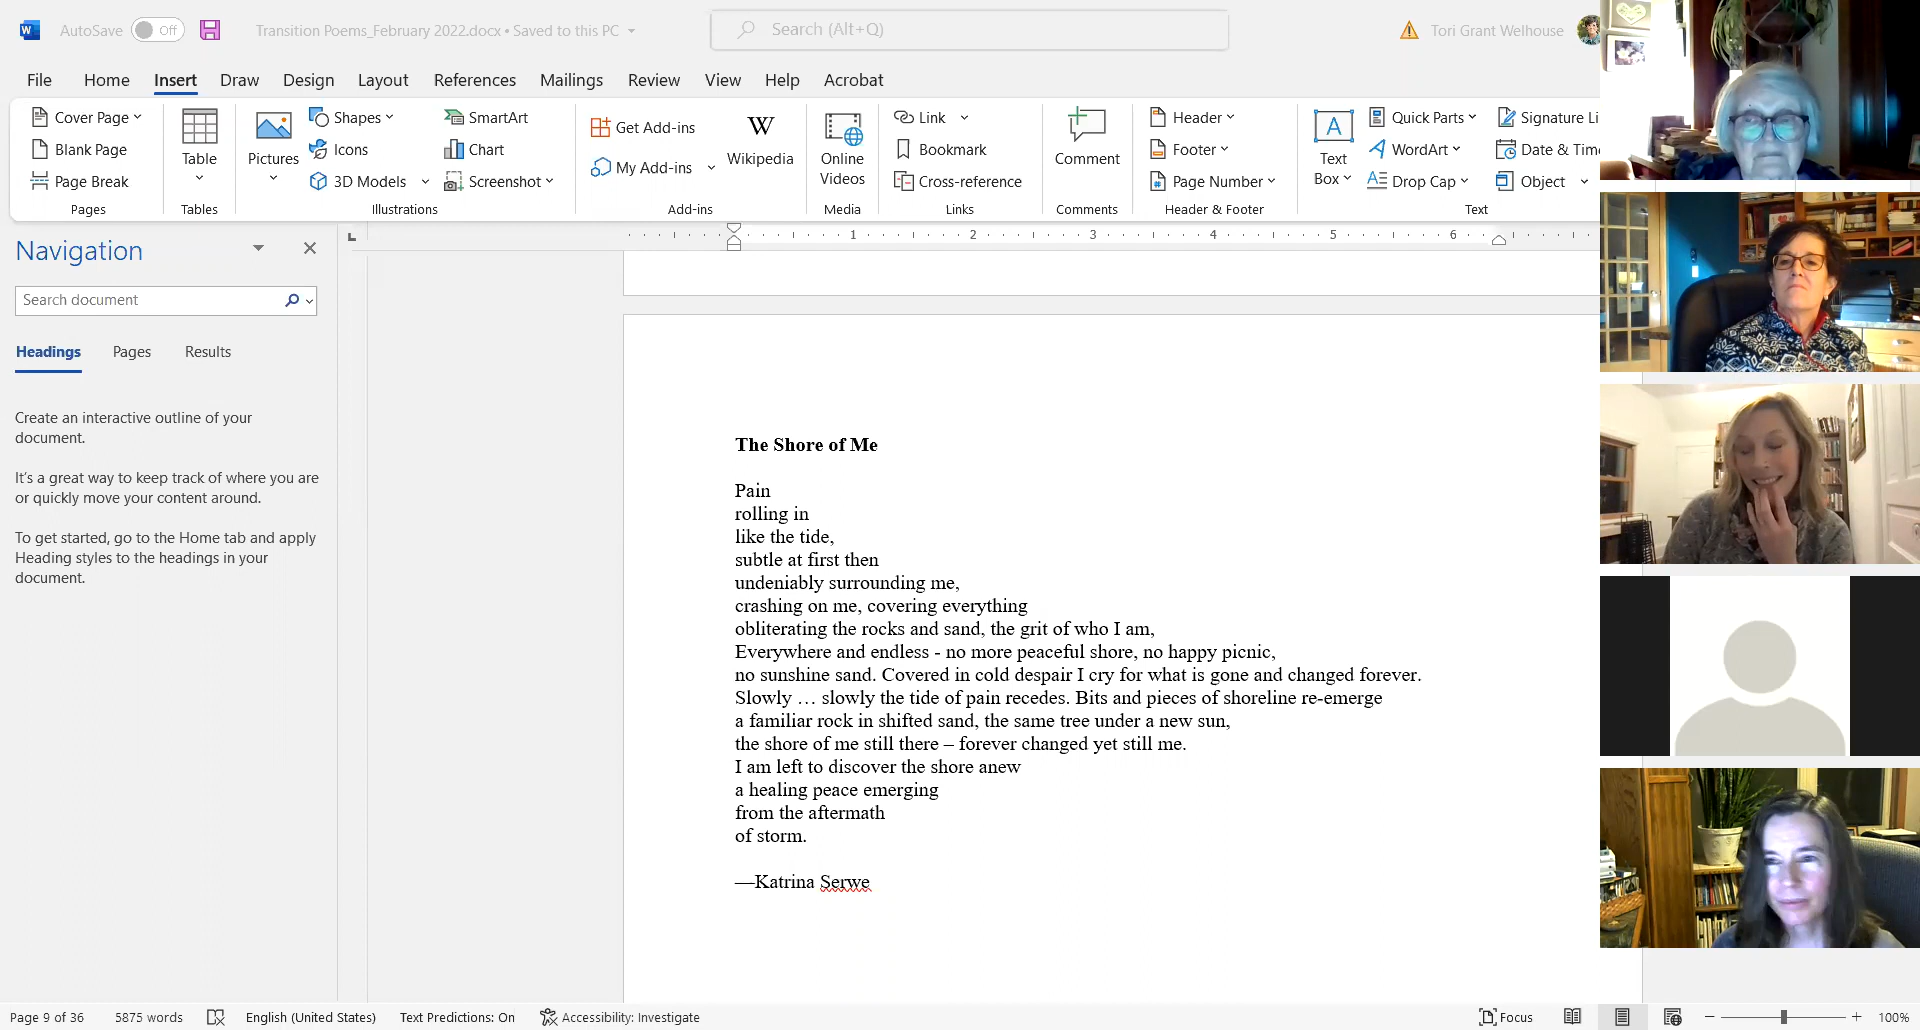 AutoSave Off Transition Poems_February 2022.docx • Saved to this PC Search (Alt+Q) Tori Grant Welhouse
File Home Insert Draw Design Layout References Mailings Review View Help Acrobat
Cover Page
Blank Page
Page Break
Pages
Table
Tables
Pictures
Shapes
Icons
3D Models
SmartArt
Chart
Screenshot
Illustrations
Get Add-ins
My Add-ins
W
Wikipedia
Add-ins
Online
Videos
Media
Link
Bookmark
Cross-reference
Links
Comment
Comments
Header
Footer
Page Number
Header & Footer
A
Text
Box
Quick Parts
WordArt
Drop Cap
Signature Li
Date & Time
Object
Text
Navigation
Search document
Headings Pages Results
Create an interactive outline of your
document.
It's a great way to keep track of where you are
or quickly move your content around.
To get started, go to the Home tab and apply
Heading styles to the headings in your
document.
1 2 3 4 5 6
The Shore of Me
Pain
rolling in
like the tide,
subtle at first then
undeniably surrounding me,
crashing on me, covering everything
obliterating the rocks and sand, the grit of who I am,
Everywhere and endless - no more peaceful shore, no happy picnic,
no sunshine sand. Covered in cold despair I cry for what is gone and changed forever.
Slowly … slowly the tide of pain recedes. Bits and pieces of shoreline re-emerge
a familiar rock in shifted sand, the same tree under a new sun,
the shore of me still there – forever changed yet still me.
I am left to discover the shore anew
a healing peace emerging
from the aftermath
of storm.
—Katrina Serwe
Page 9 of 36 5875 words English (United States) Text Predictions: On Accessibility: Investigate Focus 100%